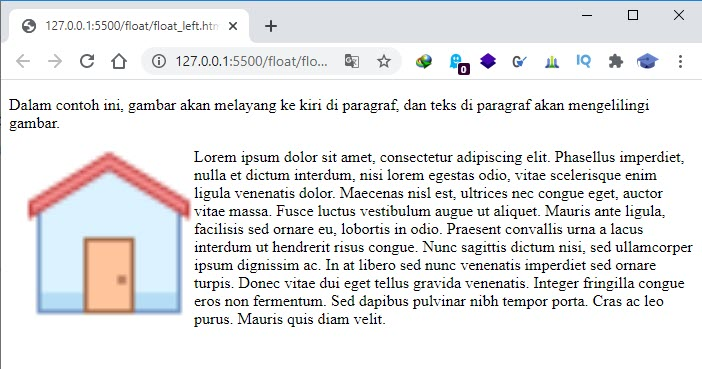 127.0.0.1:5500/float/float_left.htm
127.0.0.1:5500/float/flo...
0
IQ
Dalam contoh ini, gambar akan melayang ke kiri di paragraf, dan teks di paragraf akan mengelilingi
gambar.
Lorem ipsum dolor sit amet, consectetur adipiscing elit. Phasellus imperdiet,
nulla et dictum interdum, nisi lorem egestas odio, vitae scelerisque enim
ligula venenatis dolor. Maecenas nisl est, ultrices nec congue eget, auctor
vitae massa. Fusce luctus vestibulum augue ut aliquet. Mauris ante ligula,
facilisis sed ornare eu, lobortis in odio. Praesent convallis urna a lacus
interdum ut hendrerit risus congue. Nunc sagittis dictum nisi, sed ullamcorper
ipsum dignissim ac. In at libero sed nunc venenatis imperdiet sed ornare
turpis. Donec vitae dui eget tellus gravida venenatis. Integer fringilla congue
eros non fermentum. Sed dapibus pulvinar nibh tempor porta. Cras ac leo
purus. Mauris quis diam velit.